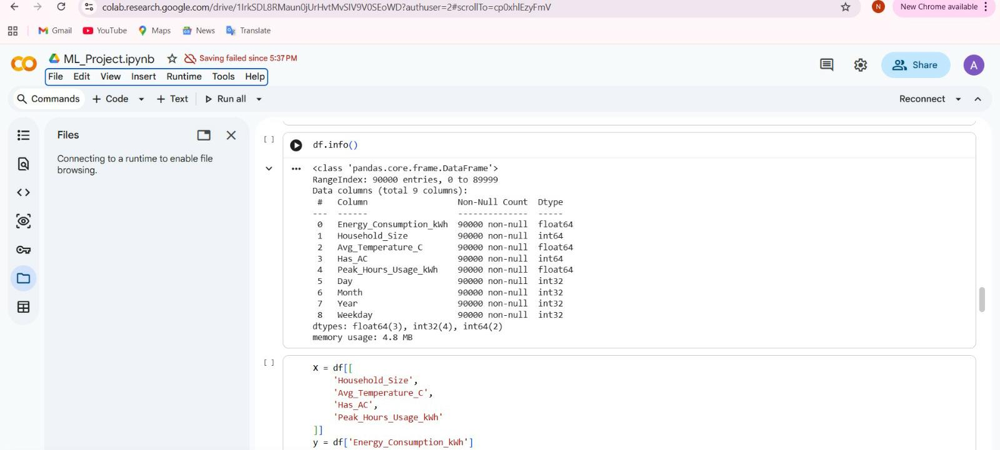 colab.research.google.com/drive/1IrkSDL8RMaun0jUrHvtMvSIV9V0SEoWD?authuser=2#scrollTo=cp0xhlEzyFmV
N
New Chrome available
Gmail YouTube Maps News Translate
ML_Project.ipynb Saving failed since 5:37 PM
File Edit View Insert Runtime Tools Help
Share
A
Commands + Code + Text Run all Reconnect
Files
Connecting to a runtime to enable file
browsing.
[ ] df.info()
<class 'pandas.core.frame.DataFrame'>
RangeIndex: 90000 entries, 0 to 89999
Data columns (total 9 columns):
 #   Column                 Non-Null Count  Dtype
---  ------                 --------------  -----
 0   Energy_Consumption_kWh  90000 non-null  float64
 1   Household_Size          90000 non-null  int64
 2   Avg_Temperature_C       90000 non-null  float64
 3   Has_AC                  90000 non-null  int64
 4   Peak_Hours_Usage_kWh    90000 non-null  float64
 5   Day                     90000 non-null  int32
 6   Month                   90000 non-null  int32
 7   Year                    90000 non-null  int32
 8   Weekday                 90000 non-null  int32
dtypes: float64(3), int32(4), int64(2)
memory usage: 4.8 MB
[ ] X = df[[
    'Household_Size',
    'Avg_Temperature_C',
    'Has_AC',
    'Peak_Hours_Usage_kWh'
]]
y = df['Energy_Consumption_kWh']